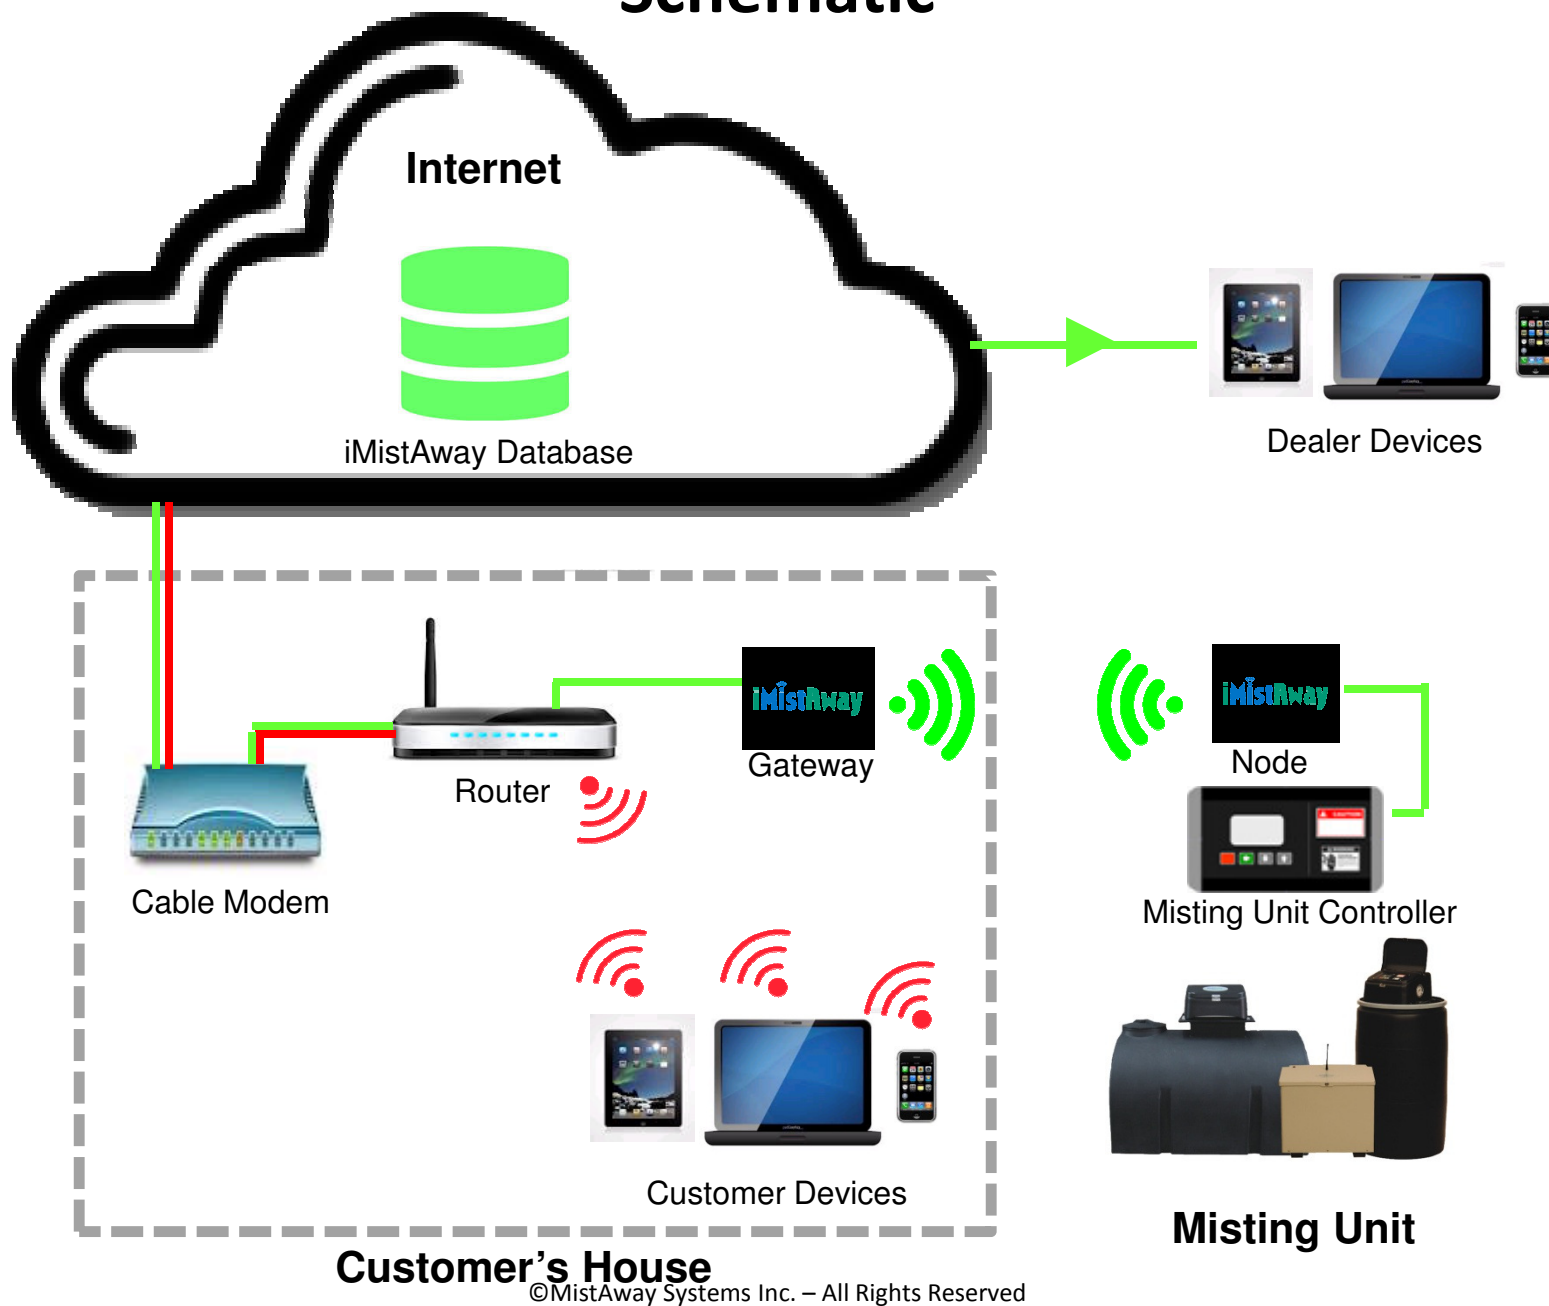 Schematic
Internet
iMistAway Database
Dealer Devices
iMistAway
Gateway
iMistAway
Node
Router
Cable Modem
CAUTION
Misting Unit Controller
Customer Devices
Misting Unit
Customer's House
©MistAway Systems Inc. – All Rights Reserved